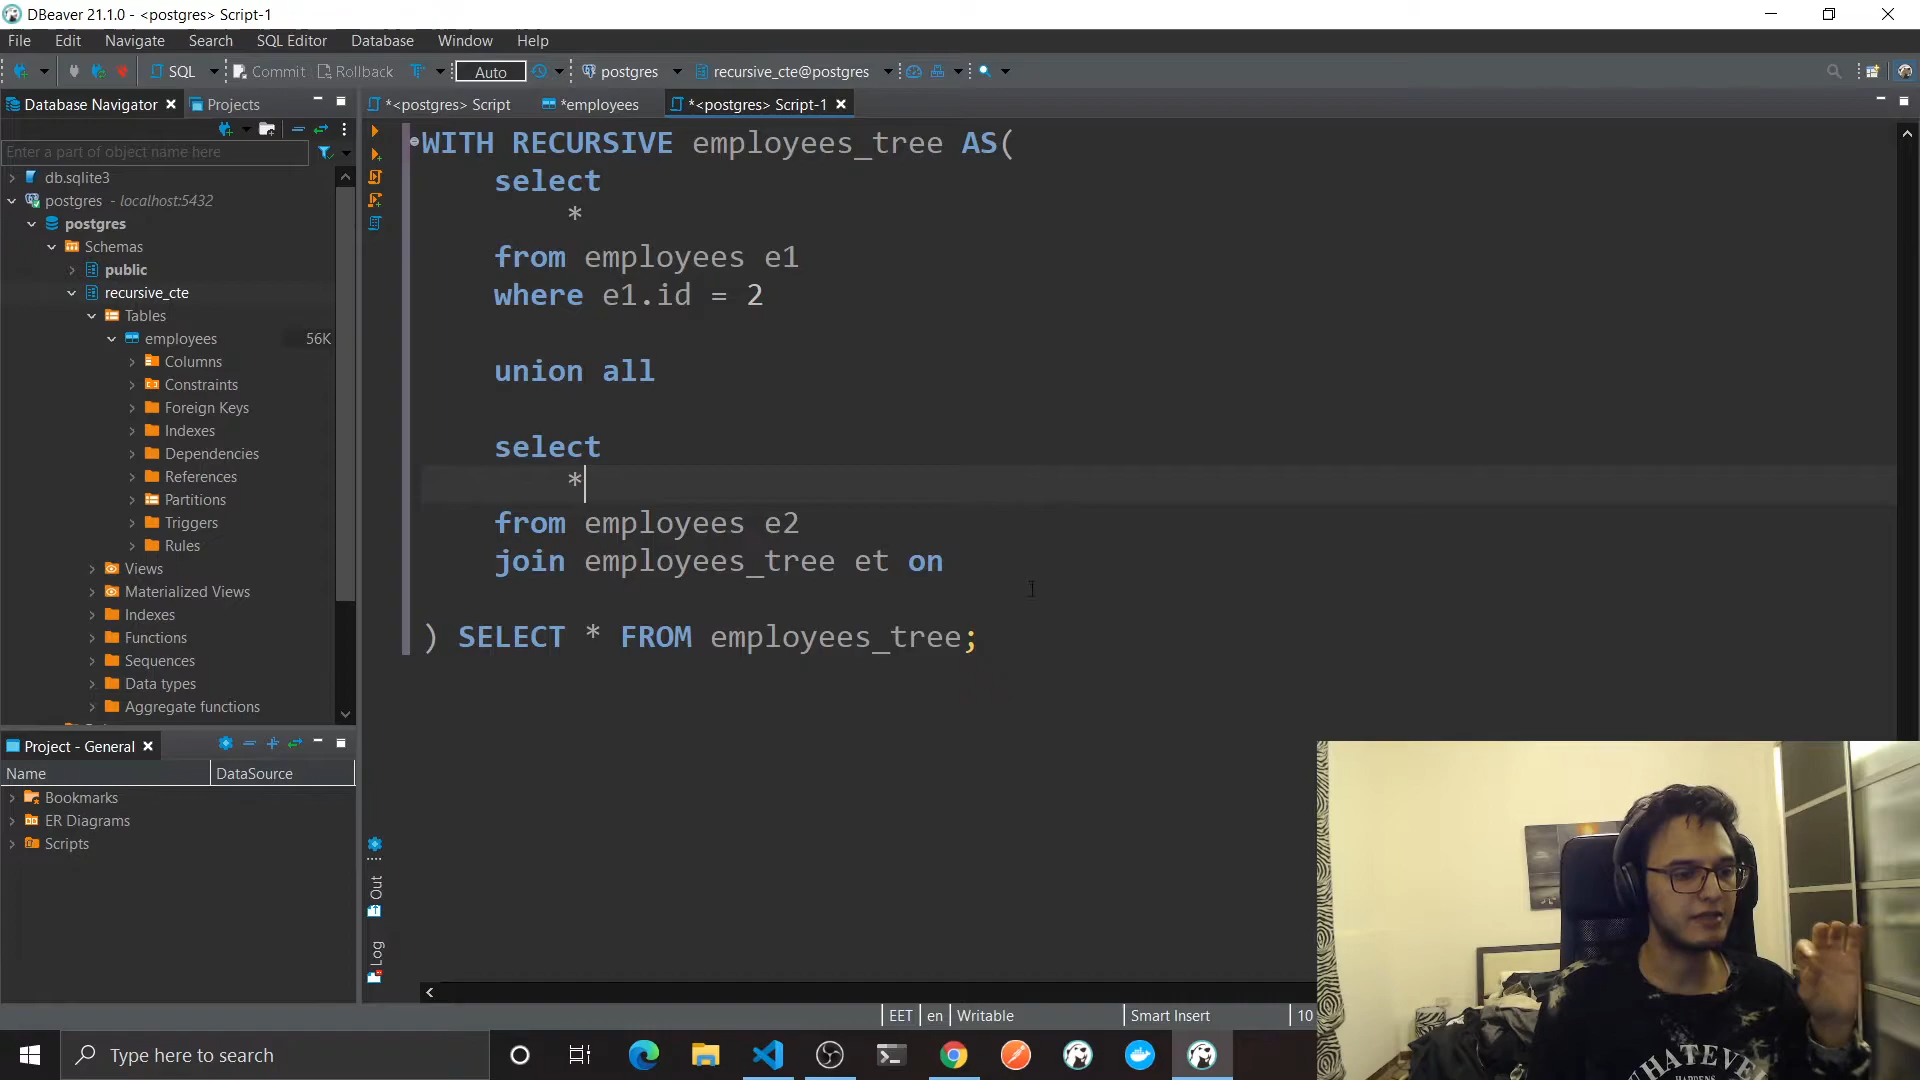 DBeaver 21.1.0 - <postgres> Script-1
File Edit Navigate Search SQL Editor Database Window Help
SQL Commit Rollback Auto postgres recursive_cte@postgres
Database Navigator Projects
*<postgres> Script *employees *<postgres> Script-1
Enter a part of object name here
db.sqlite3
postgres - localhost:5432
postgres
Schemas
public
recursive_cte
Tables
employees 56K
Columns
Constraints
Foreign Keys
Indexes
Dependencies
References
Partitions
Triggers
Rules
Views
Materialized Views
Indexes
Functions
Sequences
Data types
Aggregate functions
Project - General
Name DataSource
Bookmarks
ER Diagrams
Scripts
WITH RECURSIVE employees_tree AS(
select
*
from employees e1
where e1.id = 2
union all
select
*
from employees e2
join employees_tree et on
) SELECT * FROM employees_tree;
Out
Log
EET en Writable Smart Insert 10
Type here to search
WHATEVER
HAPPENS